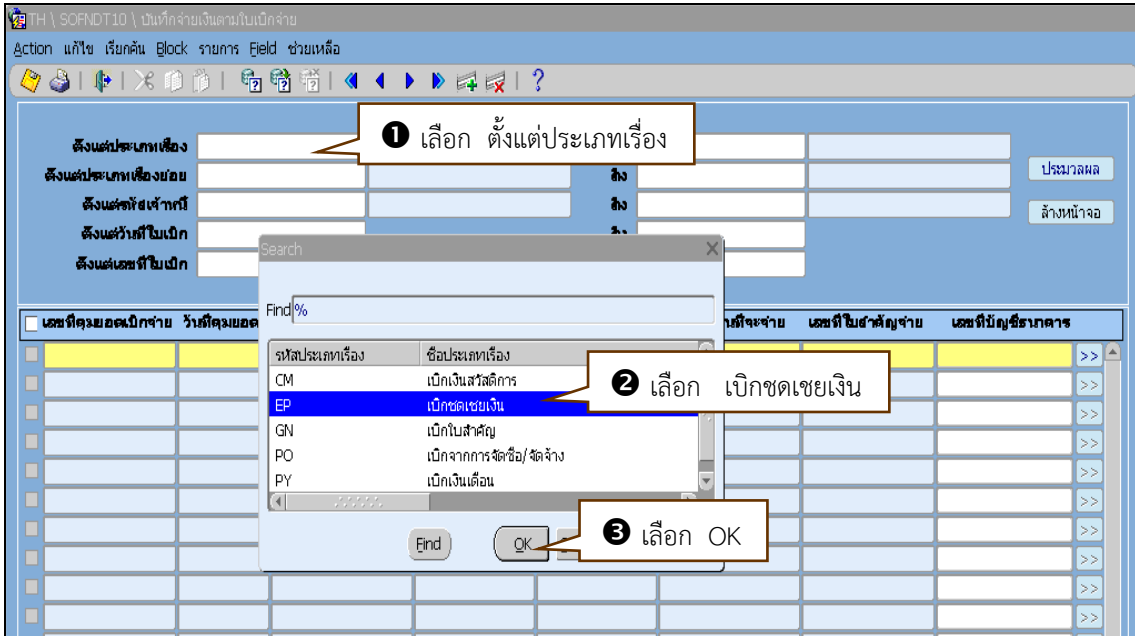 TH \ SOFNDT10 \ บันทึกจ่ายเงินตามใบเบิกจ่าย
Action แก้ไข เรียกค้น Block รายการ Field ช่วยเหลือ
❶ เลือก ตั้งแต่ประเภทเรื่อง
ตั้งแต่ประเภทเรื่อง
ตั้งแต่ประเภทเรื่องย่อย ถึง ประมวลผล
ตั้งแต่รหัสเจ้าหนี้ ถึง ล้างหน้าจอ
ตั้งแต่วันที่ใบเบิก ถึง
ตั้งแต่เลขที่ใบเบิก
Search
Find %
เลขที่คุมยอดเบิกจ่าย วันที่คุมยอด นที่จะจ่าย เลขที่ใบสำคัญจ่าย เลขที่บัญชีธนาคาร
รหัสประเภทเรื่อง ชื่อประเภทเรื่อง >>
CM เบิกเงินสวัสดิการ >>
❷ เลือก เบิกชดเชยเงิน
EP เบิกชดเชยเงิน >>
GN เบิกใบสำคัญ >>
PO เบิกจากการจัดซื้อ/จัดจ้าง
PY เบิกเงินเดือน >>
>>
❸ เลือก OK
Find OK >>
>>
>>
>>